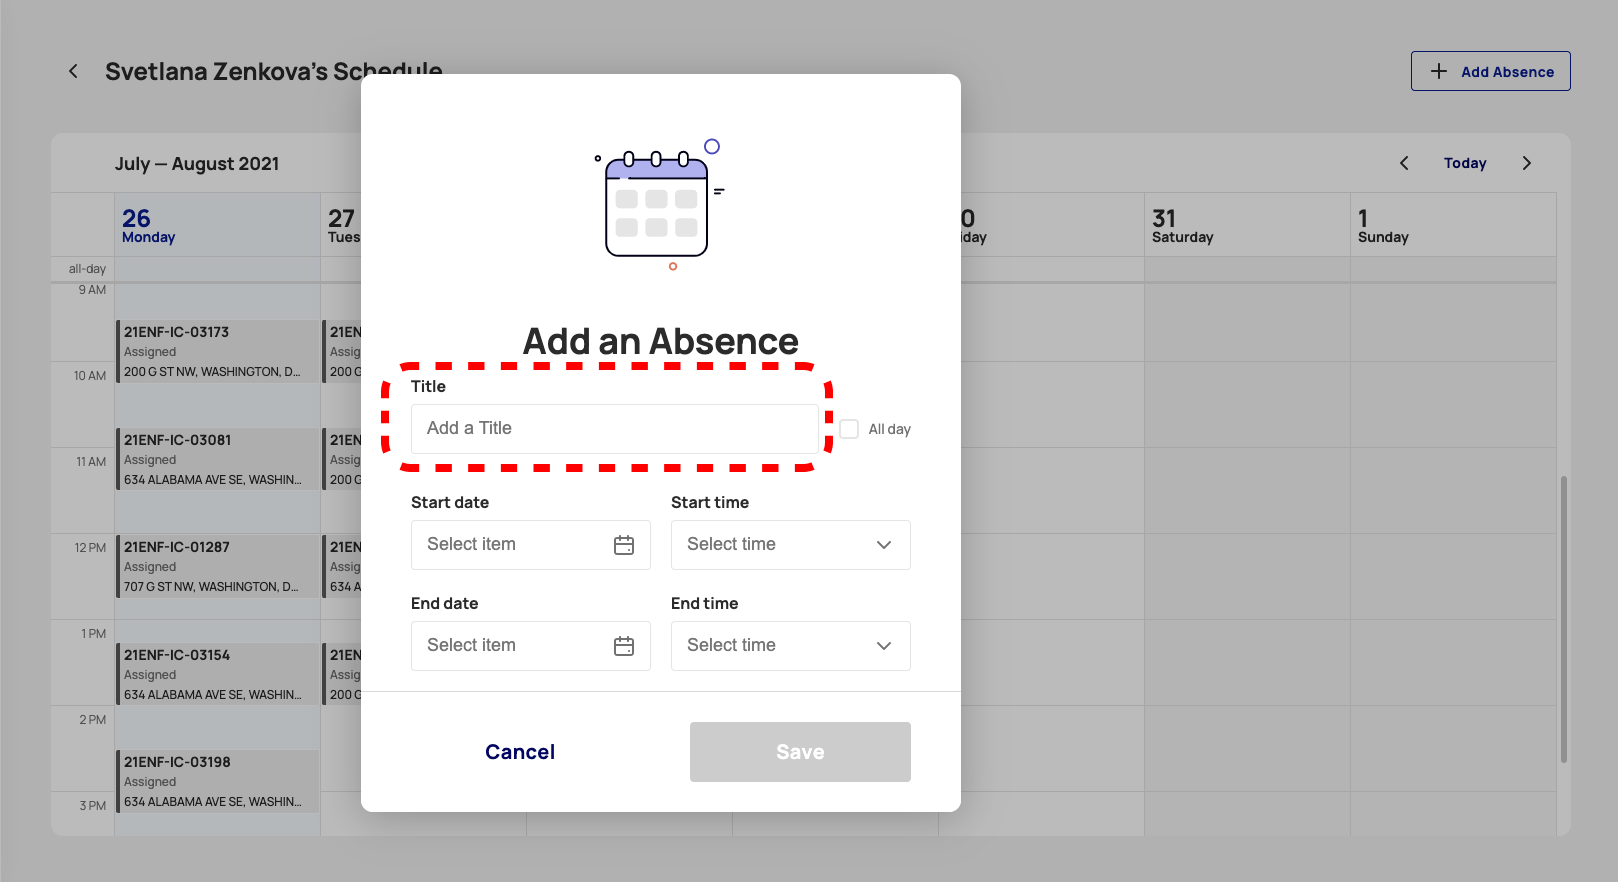 Svetlana Zenkova's Schedule
Add Absence
July — August 2021
Today
26
Monday
27
Tues
0
iday
31
Saturday
1
Sunday
all-day
9 AM
10 AM
11 AM
12 PM
1 PM
2 PM
3 PM
21ENF-IC-03173
Assigned
200 G ST NW, WASHINGTON, D...
21ENF-IC-03081
Assigned
634 ALABAMA AVE SE, WASHIN...
21ENF-IC-01287
Assigned
707 G ST NW, WASHINGTON, D...
21ENF-IC-03154
Assigned
634 ALABAMA AVE SE, WASHIN...
21ENF-IC-03198
Assigned
634 ALABAMA AVE SE, WASHIN...
21EN
Assig
200 G
21EN
Assig
200 G
21EN
Assig
634 A
21EN
Assig
200 G
Add an Absence
Title
Add a Title
All day
Start date
Start time
Select item
Select time
End date
End time
Select item
Select time
Cancel
Save